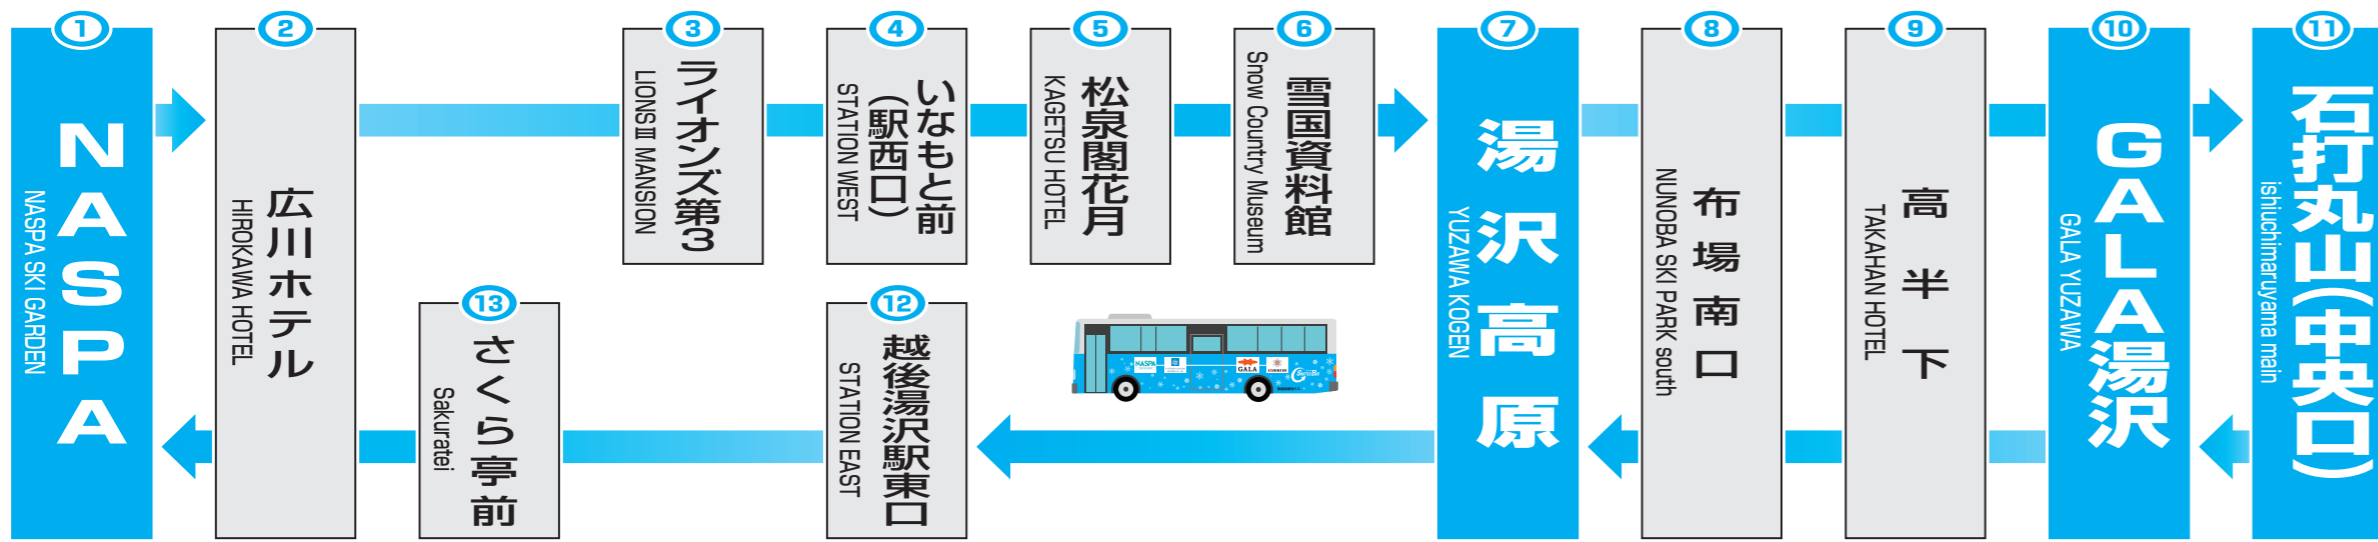 1
NASPA
NASPA SKI GARDEN
2
広川ホテル
HIROKAWA HOTEL
3
ライオンズ第3
LIONSⅢ MANSION
4
いなもと前
(駅西口)
STATION WEST
5
松泉閣花月
KAGETSU HOTEL
6
雪国資料館
Snow Country Museum
7
湯沢高原
YUZAWA KOGEN
8
布場南口
NUNOBA SKI PARK south
9
高半下
TAKAHAN HOTEL
10
GALA湯沢
GALA YUZAWA
11
石打丸山(中央口)
ishiuchimaruyama main
12
越後湯沢駅東口
STATION EAST
13
さくら亭前
Sakuratei
NASPA
GALA